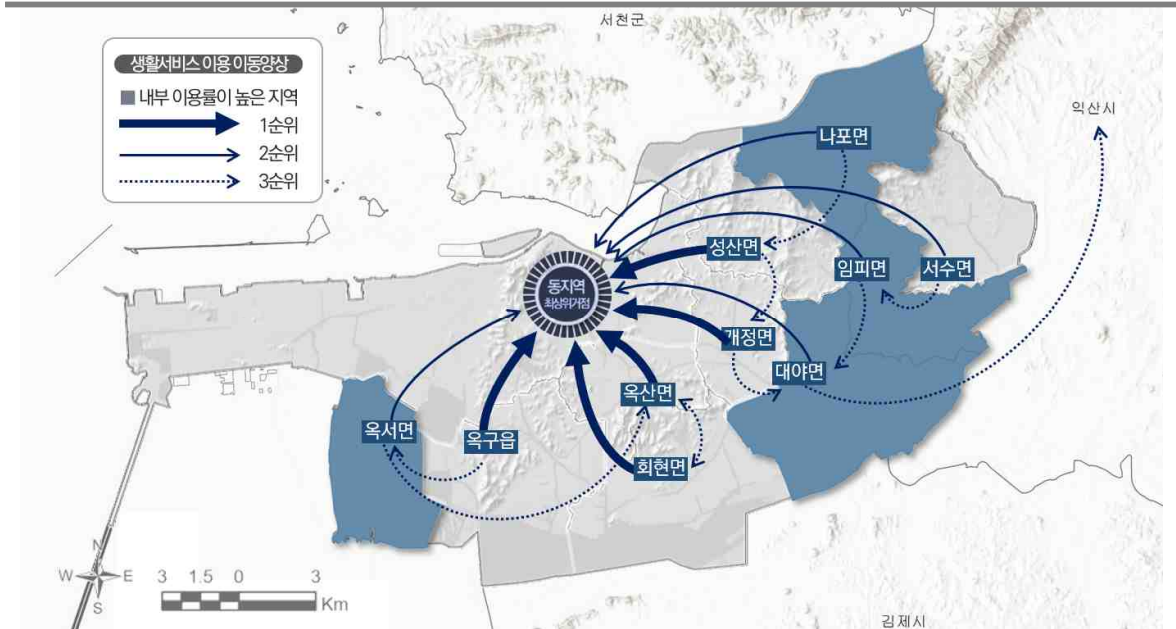 서천군
생활서비스 이용 이동양상
내부 이용률이 높은 지역
1순위
2순위
3순위
익산시
나포면
성산면
임피면
서수면
동지역
최상위거점
개정면
대야면
옥산면
옥서면
옥구읍
회현면
N
W E
S
3 1.5 0 3
Km
김제시